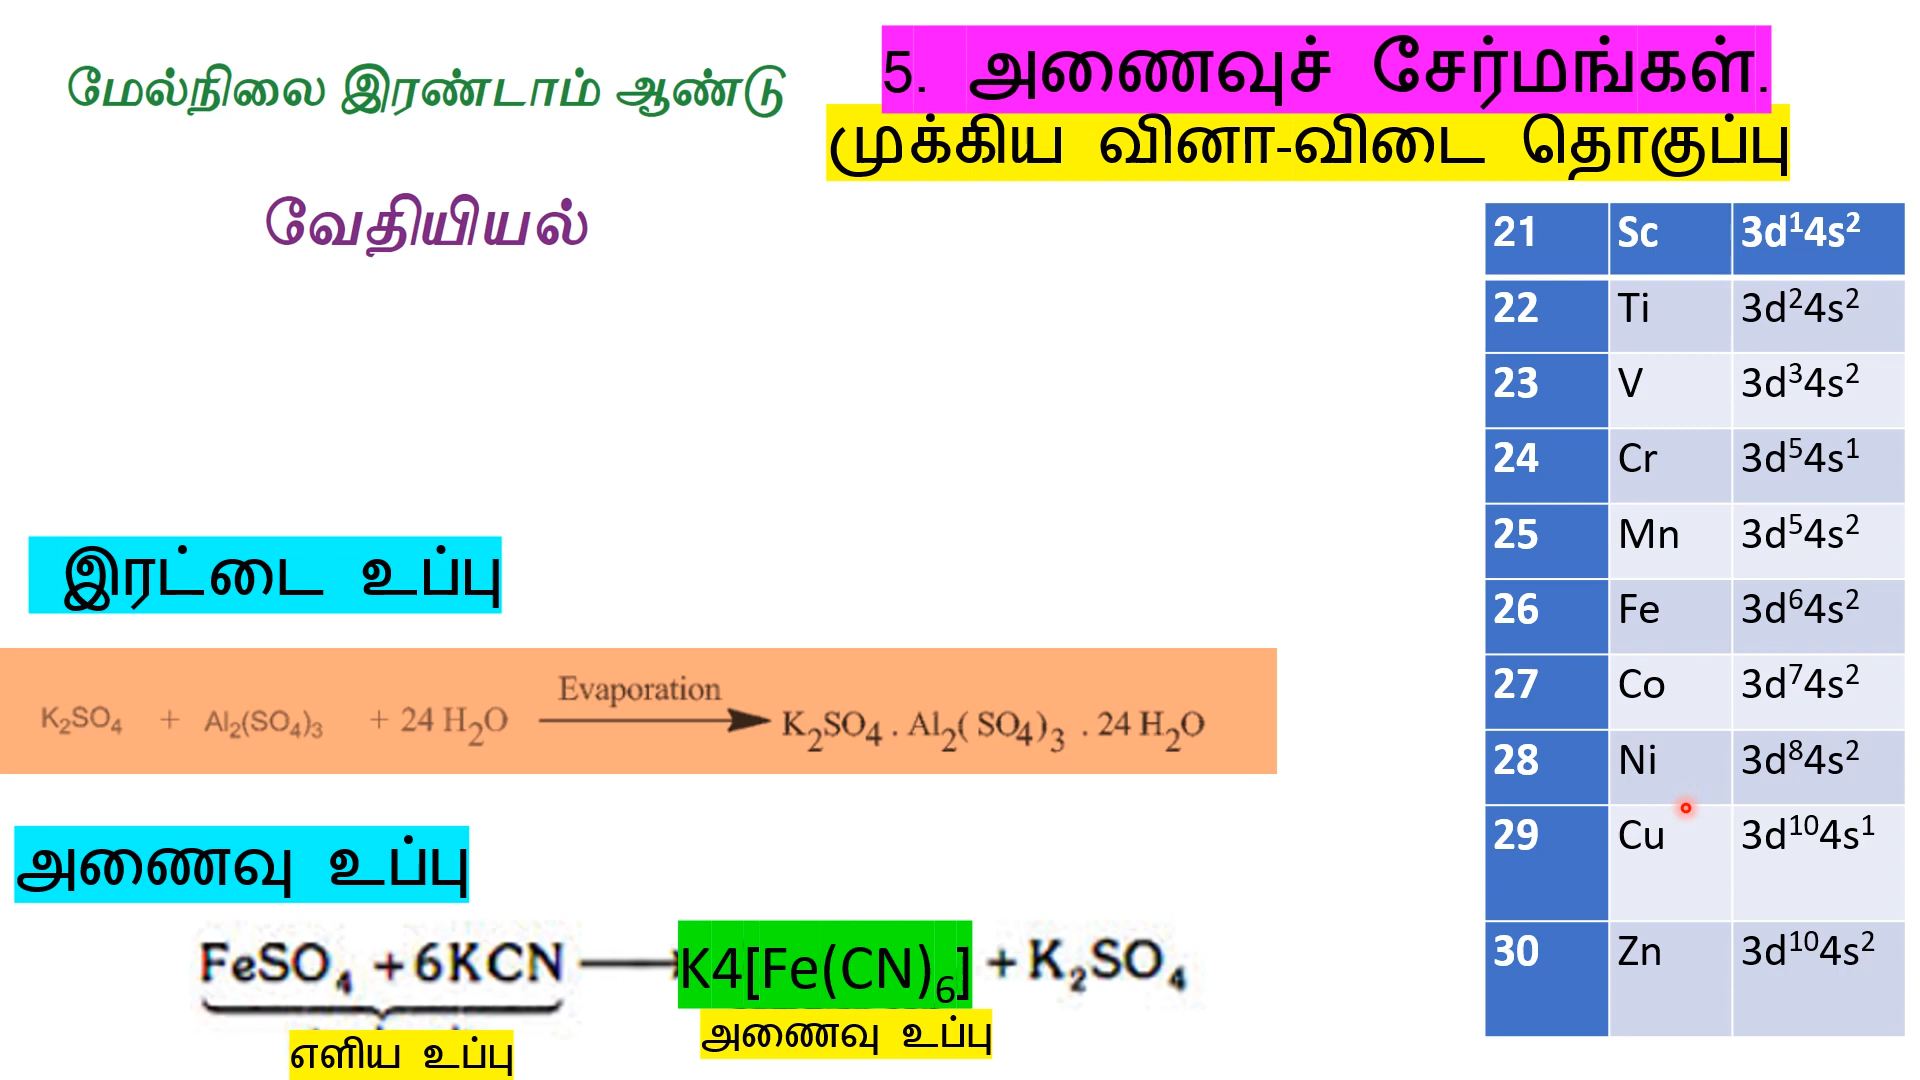 மேல்நிலை இரண்டாம் ஆண்டு
வேதியியல்
5. அணைவுச் சேர்மங்கள்.
முக்கிய வினா-விடை தொகுப்பு
21 Sc 3d¹4s²
22 Ti 3d²4s²
23 V 3d³4s²
24 Cr 3d⁵4s¹
25 Mn 3d⁵4s²
26 Fe 3d⁶4s²
27 Co 3d⁷4s²
28 Ni 3d⁸4s²
29 Cu 3d¹⁰4s¹
30 Zn 3d¹⁰4s²
இரட்டை உப்பு
Evaporation
K₂SO₄ + Al₂(SO₄)₃ + 24 H₂O → K₂SO₄ . Al₂( SO₄)₃ . 24 H₂O
அணைவு உப்பு
FeSO₄ + 6KCN → K4[Fe(CN)₆] + K₂SO₄
எளிய உப்பு அணைவு உப்பு